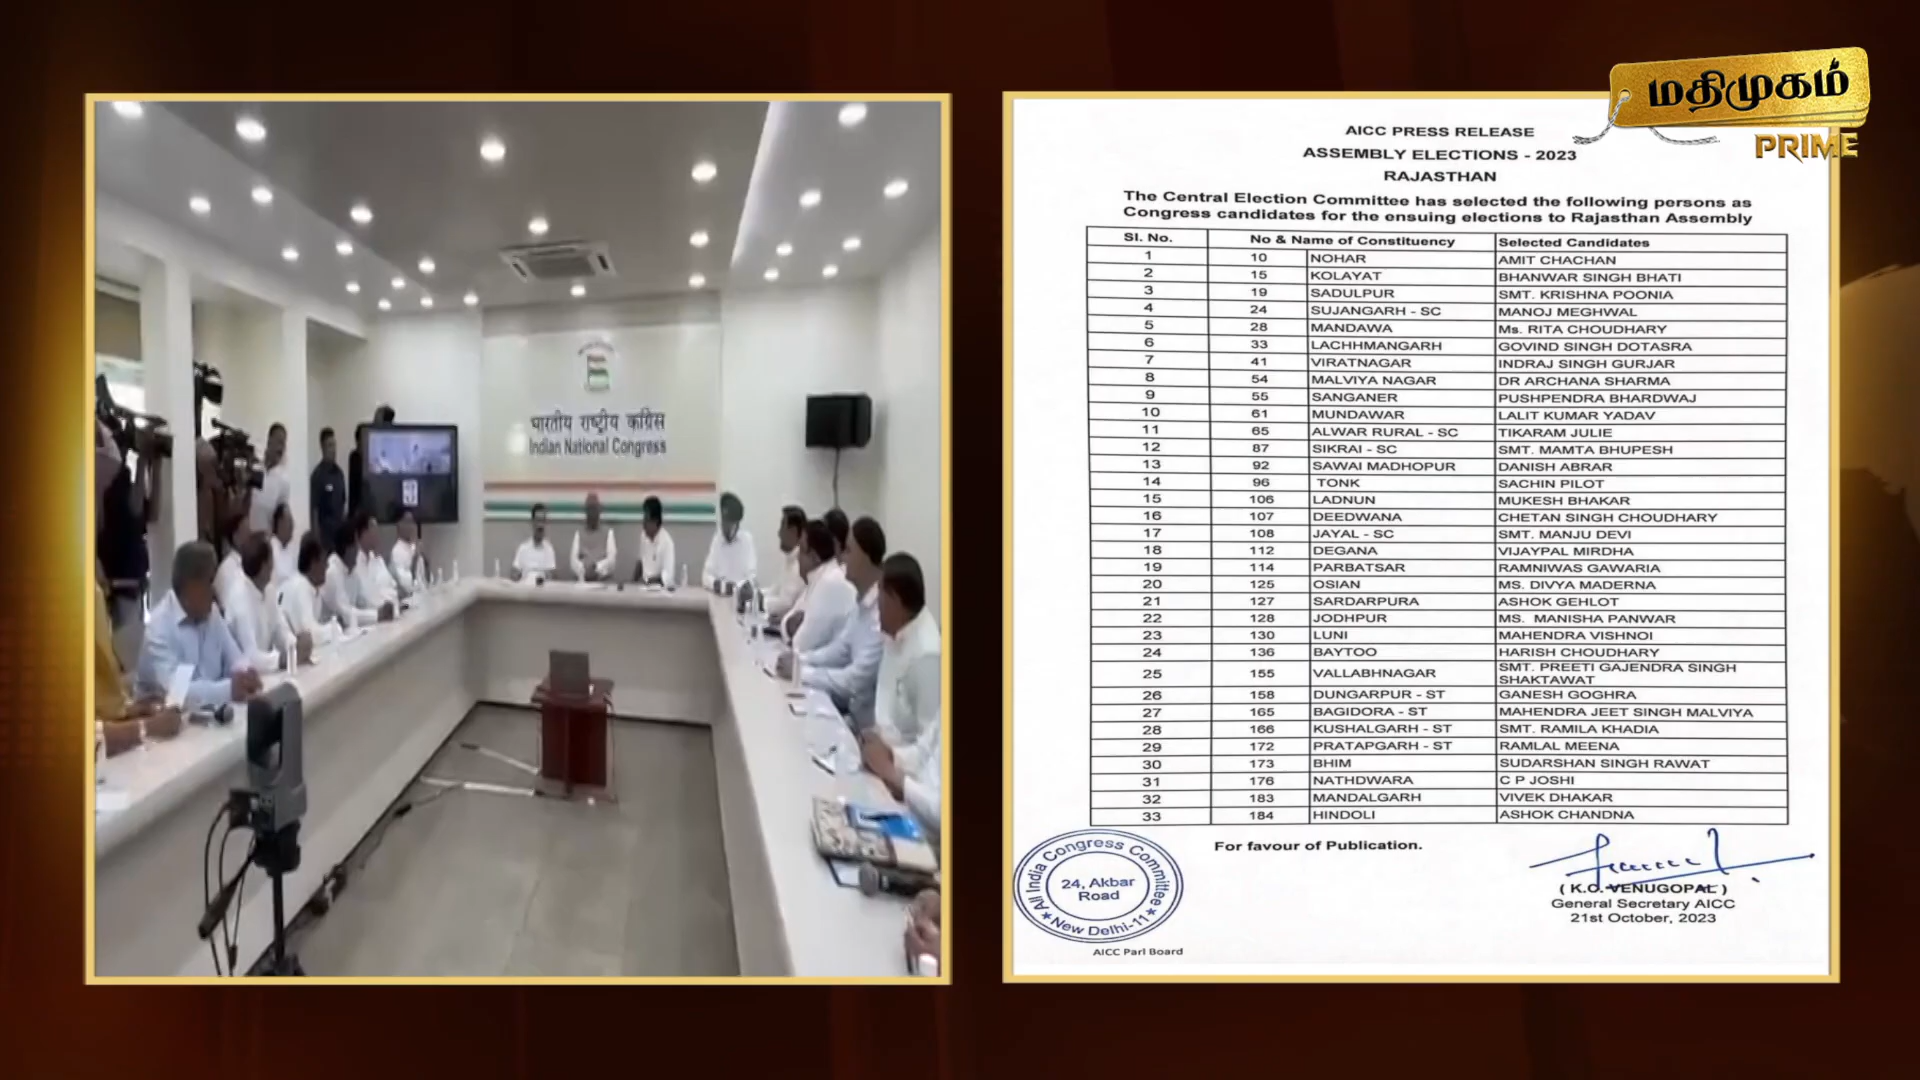 भारतीय राष्ट्रीय कांग्रेस
Indian National Congress
மதிமுகம்
PRIME
AICC PRESS RELEASE
ASSEMBLY ELECTIONS - 2023
RAJASTHAN
The Central Election Committee has selected the following persons as
Congress candidates for the ensuing elections to Rajasthan Assembly
Sl. No. No & Name of Constituency Selected Candidates
1 10 NOHAR AMIT CHACHAN
2 15 KOLAYAT BHANWAR SINGH BHATI
3 19 SADULPUR SMT. KRISHNA POONIA
4 24 SUJANGARH - SC MANOJ MEGHWAL
5 28 MANDAWA Ms. RITA CHOUDHARY
6 33 LACHHMANGARH GOVIND SINGH DOTASRA
7 41 VIRATNAGAR INDRAJ SINGH GURJAR
8 54 MALVIYA NAGAR DR ARCHANA SHARMA
9 55 SANGANER PUSHPENDRA BHARDWAJ
10 61 MUNDAWAR LALIT KUMAR YADAV
11 65 ALWAR RURAL - SC TIKARAM JULIE
12 87 SIKRAI - SC SMT. MAMTA BHUPESH
13 92 SAWAI MADHOPUR DANISH ABRAR
14 96 TONK SACHIN PILOT
15 106 LADNUN MUKESH BHAKAR
16 107 DEEDWANA CHETAN SINGH CHOUDHARY
17 108 JAYAL - SC SMT. MANJU DEVI
18 112 DEGANA VIJAYPAL MIRDHA
19 114 PARBATSAR RAMNIWAS GAWARIA
20 125 OSIAN MS. DIVYA MADERNA
21 127 SARDARPURA ASHOK GEHLOT
22 128 JODHPUR MS. MANISHA PANWAR
23 130 LUNI MAHENDRA VISHNOI
24 136 BAYTOO HARISH CHOUDHARY
25 155 VALLABHNAGAR SMT. PREETI GAJENDRA SINGH
SHAKTAWAT
26 158 DUNGARPUR - ST GANESH GOGHRA
27 165 BAGIDORA - ST MAHENDRA JEET SINGH MALVIYA
28 166 KUSHALGARH - ST SMT. RAMILA KHADIA
29 172 PRATAPGARH - ST RAMLAL MEENA
30 173 BHIM SUDARSHAN SINGH RAWAT
31 176 NATHDWARA C P JOSHI
32 183 MANDALGARH VIVEK DHAKAR
33 184 HINDOLI ASHOK CHANDNA
For favour of Publication.
( K.C. VENUGOPAL )
General Secretary AICC
21st October, 2023
All India Congress Committee
24, Akbar
Road
New Delhi-11
AICC Parl Board